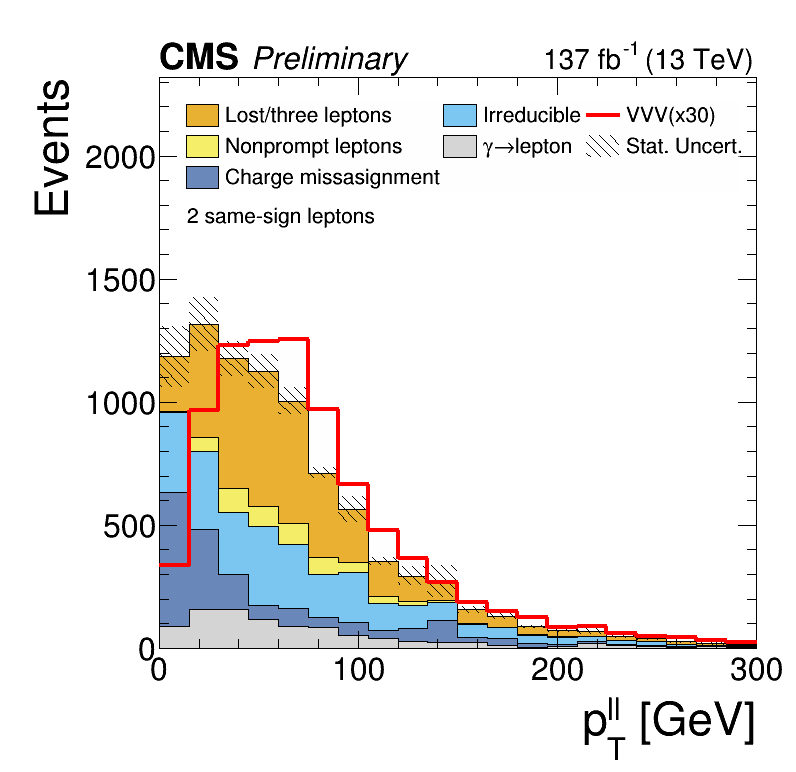 CMS Preliminary 137 fb-1 (13 TeV)
Events
Lost/three leptons Irreducible VVV(x30)
Nonprompt leptons γ→lepton Stat. Uncert.
Charge missasignment
2 same-sign leptons
2000
1500
1000
500
0
0 100 200 300
pTll [GeV]